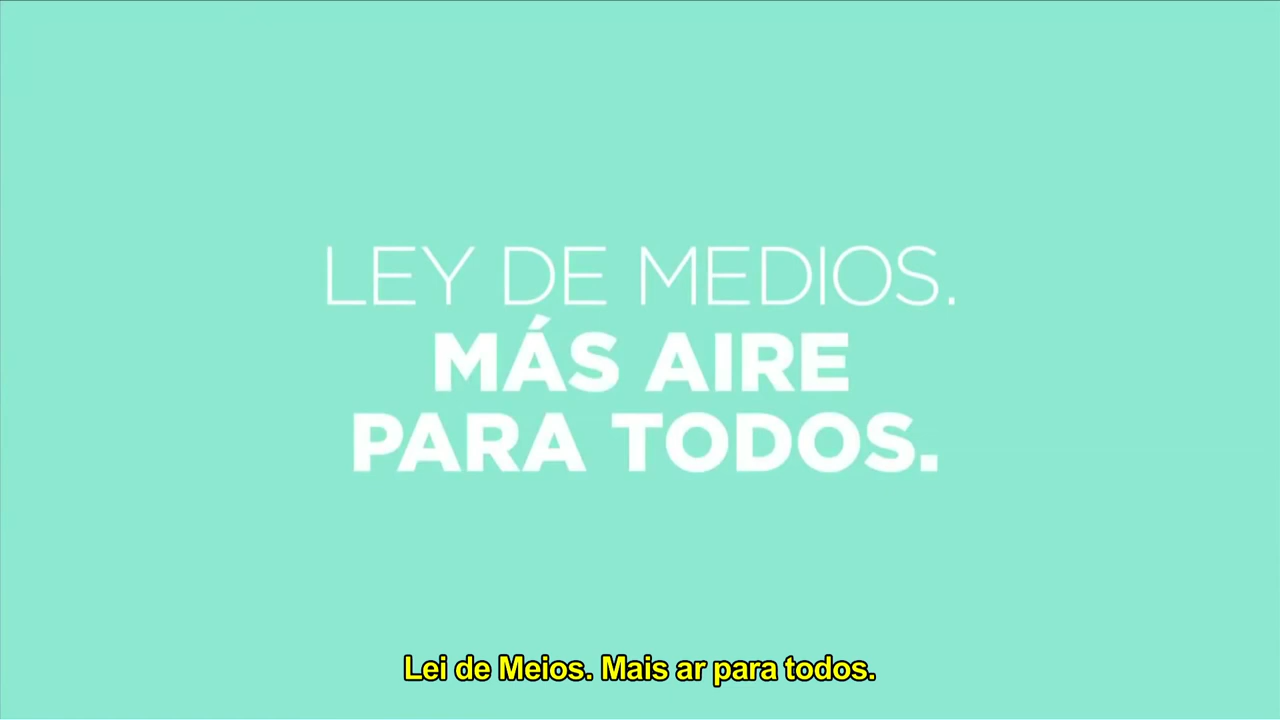 LEY DE MEDIOS.
MÁS AIRE
PARA TODOS.
Lei de Meios. Mais ar para todos.